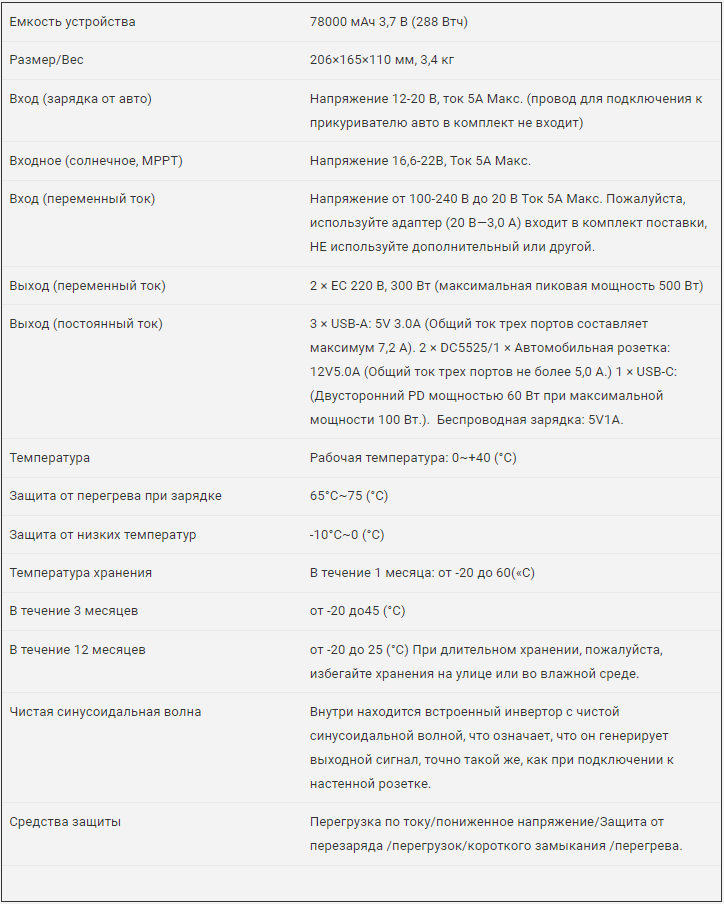 Емкость устройства
78000 мАч 3,7 В (288 Втч)
Размер/Вес
206×165×110 мм, 3,4 кг
Вход (зарядка от авто)
Напряжение 12-20 В, ток 5А Макс. (провод для подключения к
прикуривателю авто в комплект не входит)
Входное (солнечное, MPPT)
Напряжение 16,6-22В, Ток 5А Макс.
Вход (переменный ток)
Напряжение от 100-240 В до 20 В Ток 5А Макс. Пожалуйста,
используйте адаптер (20 В—3,0 А) входит в комплект поставки,
НЕ используйте дополнительный или другой.
Выход (переменный ток)
2 × ЕС 220 В, 300 Вт (максимальная пиковая мощность 500 Вт)
Выход (постоянный ток)
3 × USB-A: 5V 3.0A (Общий ток трех портов составляет
максимум 7,2 А). 2 × DC5525/1 × Автомобильная розетка:
12V5.0A (Общий ток трех портов не более 5,0 А.) 1 × USB-C:
(Двусторонний PD мощностью 60 Вт при максимальной
мощности 100 Вт.).  Беспроводная зарядка: 5V1A.
Температура
Рабочая температура: 0~+40 (°C)
Защита от перегрева при зарядке
65°C~75 (°C)
Защита от низких температур
-10°C~0 (°C)
Температура хранения
В течение 1 месяца: от -20 до 60(«C)
В течение 3 месяцев
от -20 до45 (°C)
В течение 12 месяцев
от -20 до 25 (°C) При длительном хранении, пожалуйста,
избегайте хранения на улице или во влажной среде.
Чистая синусоидальная волна
Внутри находится встроенный инвертор с чистой
синусоидальной волной, что означает, что он генерирует
выходной сигнал, точно такой же, как при подключении к
настенной розетке.
Средства защиты
Перегрузка по току/пониженное напряжение/Защита от
перезаряда /перегрузок/короткого замыкания /перегрева.